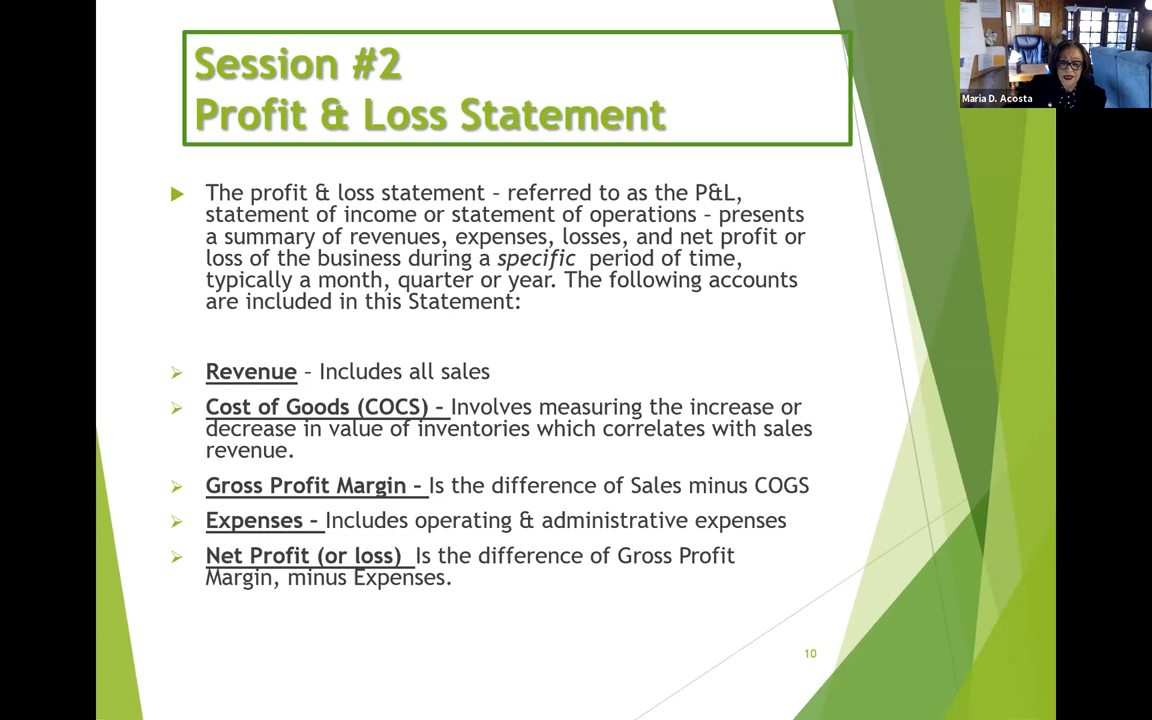 Session #2
Profit & Loss Statement
The profit & loss statement – referred to as the P&L,
statement of income or statement of operations – presents
a summary of revenues, expenses, losses, and net profit or
loss of the business during a specific period of time,
typically a month, quarter or year. The following accounts
are included in this Statement:
Revenue – Includes all sales
Cost of Goods (COCS) – Involves measuring the increase or
decrease in value of inventories which correlates with sales
revenue.
Gross Profit Margin – Is the difference of Sales minus COGS
Expenses – Includes operating & administrative expenses
Net Profit (or loss) Is the difference of Gross Profit
Margin, minus Expenses.
10
Maria D. Acosta